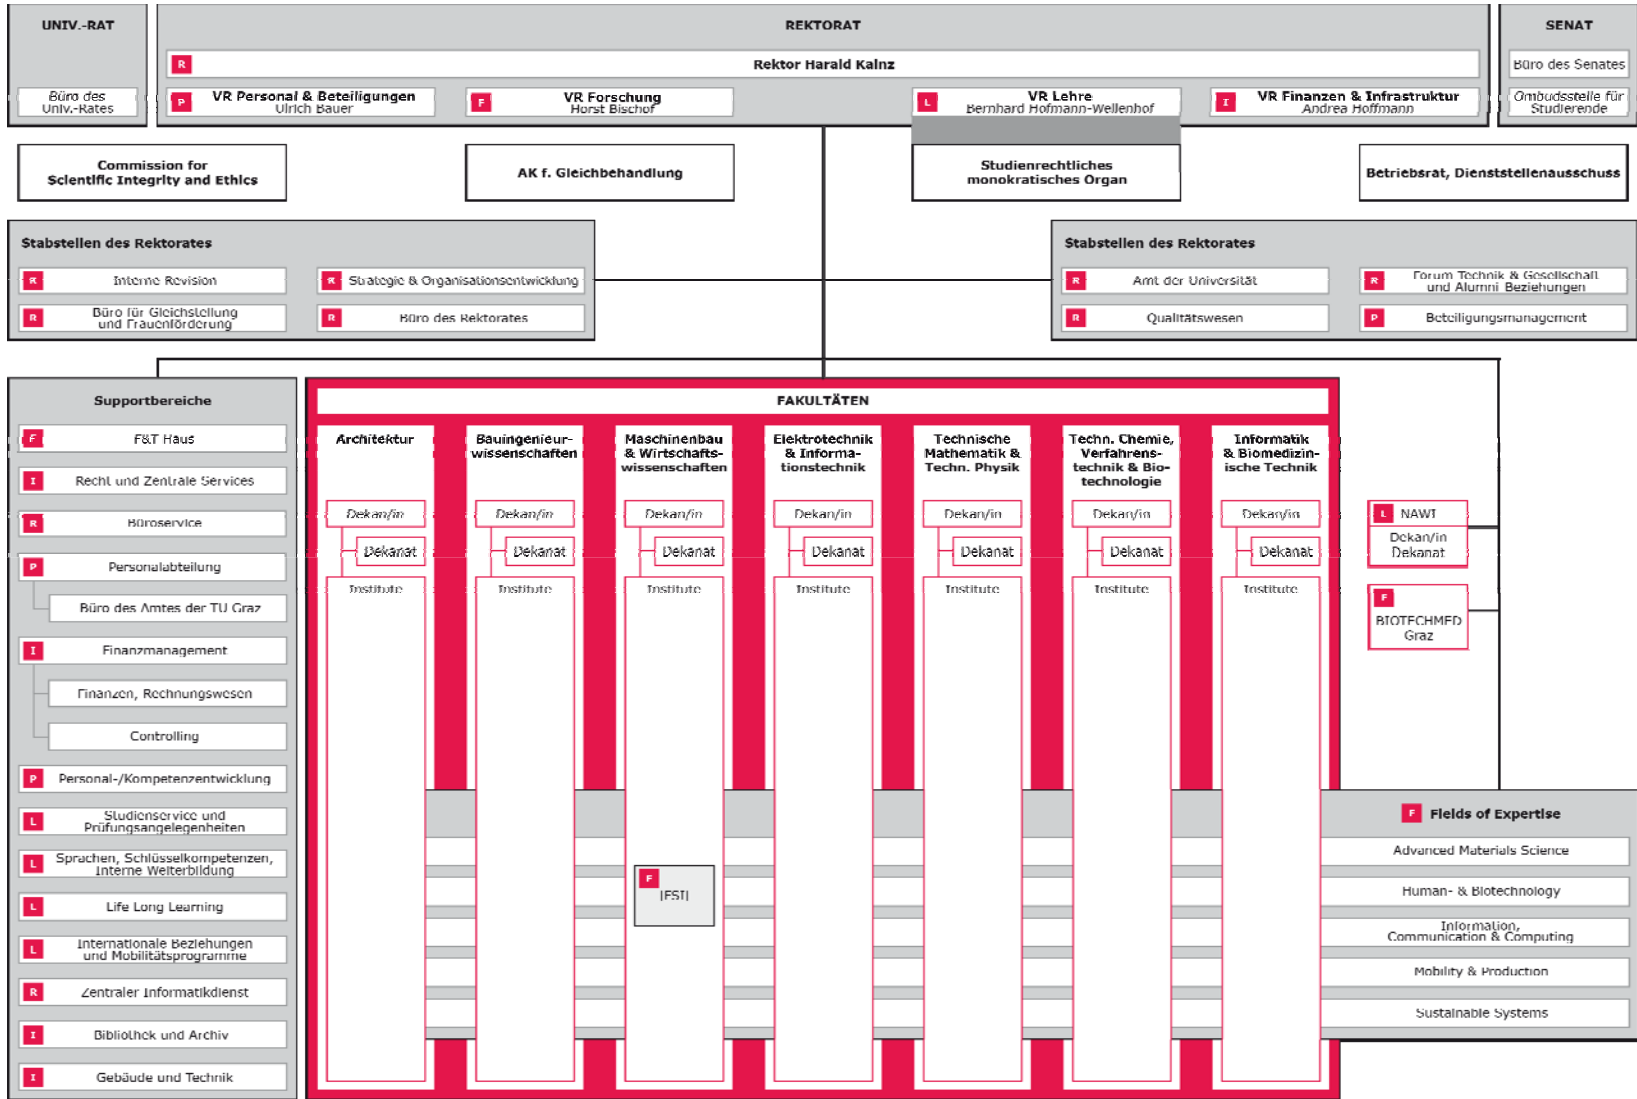 UNIV.-RAT
Büro des
Univ.-Rates
REKTORAT
R
Rektor Harald Kainz
P
VR Personal & Beteiligungen
Ulrich Bauer
F
VR Forschung
Horst Bischof
L
VR Lehre
Bernhard Hofmann-Wellenhof
I
VR Finanzen & Infrastruktur
Andrea Hoffmann
SENAT
Büro des Senates
Ombudsstelle für
Studierende
Commission for
Scientific Integrity and Ethics
AK f. Gleichbehandlung
Studienrechtliches
monokratisches Organ
Betriebsrat, Dienststellenausschuss
Stabstellen des Rektorates
R
Interne Revision
R
Strategie & Organisationsentwicklung
R
Büro für Gleichstellung
und Frauenförderung
R
Büro des Rektorates
Stabstellen des Rektorates
R
Amt der Universität
R
Forum Technik & Gesellschaft
und Alumni Beziehungen
R
Qualitätswesen
P
Beteiligungsmanagement
Supportbereiche
F
F&T Haus
I
Recht und Zentrale Services
R
Büroservice
P
Personalabteilung
Büro des Amtes der TU Graz
I
Finanzmanagement
Finanzen, Rechnungswesen
Controlling
P
Personal-/Kompetenzentwicklung
L
Studienservice und
Prüfungsangelegenheiten
L
Sprachen, Schlüsselkompetenzen,
Interne Weiterbildung
L
Life Long Learning
L
Internationale Beziehungen
und Mobilitätsprogramme
R
Zentraler Informatikdienst
I
Bibliothek und Archiv
I
Gebäude und Technik
FAKULTÄTEN
Architektur
Dekan/in
Dekanat
Institute
Bauingenieur-
wissenschaften
Dekan/in
Dekanat
Institute
Maschinenbau
& Wirtschafts-
wissenschaften
Dekan/in
Dekanat
Institute
F
Elektrotechnik
& Informa-
tionstechnik
Dekan/in
Dekanat
Institute
Technische
Mathematik &
Techn. Physik
Dekan/in
Dekanat
Institute
Techn. Chemie,
Verfahrens-
technik & Bio-
technologie
Dekan/in
Dekanat
Institute
Informatik
& Biomedizin-
ische Technik
Dekan/in
Dekanat
Institute
L
NAWI
Dekan/in
Dekanat
F
BIOTECHMED
Graz
F
Fields of Expertise
Advanced Materials Science
Human- & Biotechnology
Information,
Communication & Computing
Mobility & Production
Sustainable Systems